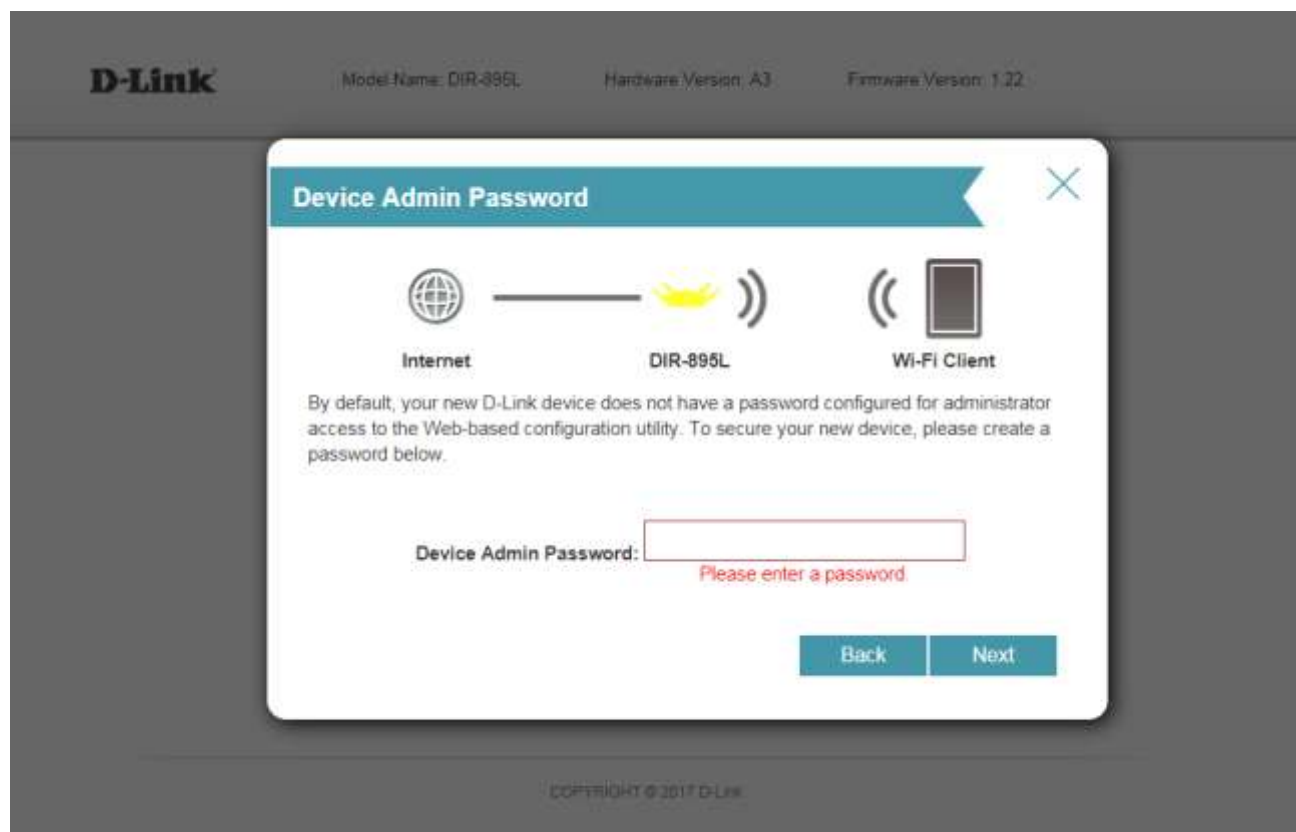 D-Link
Model Name: DIR-895L Hardware Version: A3 Firmware Version: 1.22
Device Admin Password
Internet DIR-895L Wi-Fi Client
By default, your new D-Link device does not have a password configured for administrator
access to the Web-based configuration utility. To secure your new device, please create a
password below.
Device Admin Password:
Please enter a password.
Back Next
COPYRIGHT © 2017 D-Link